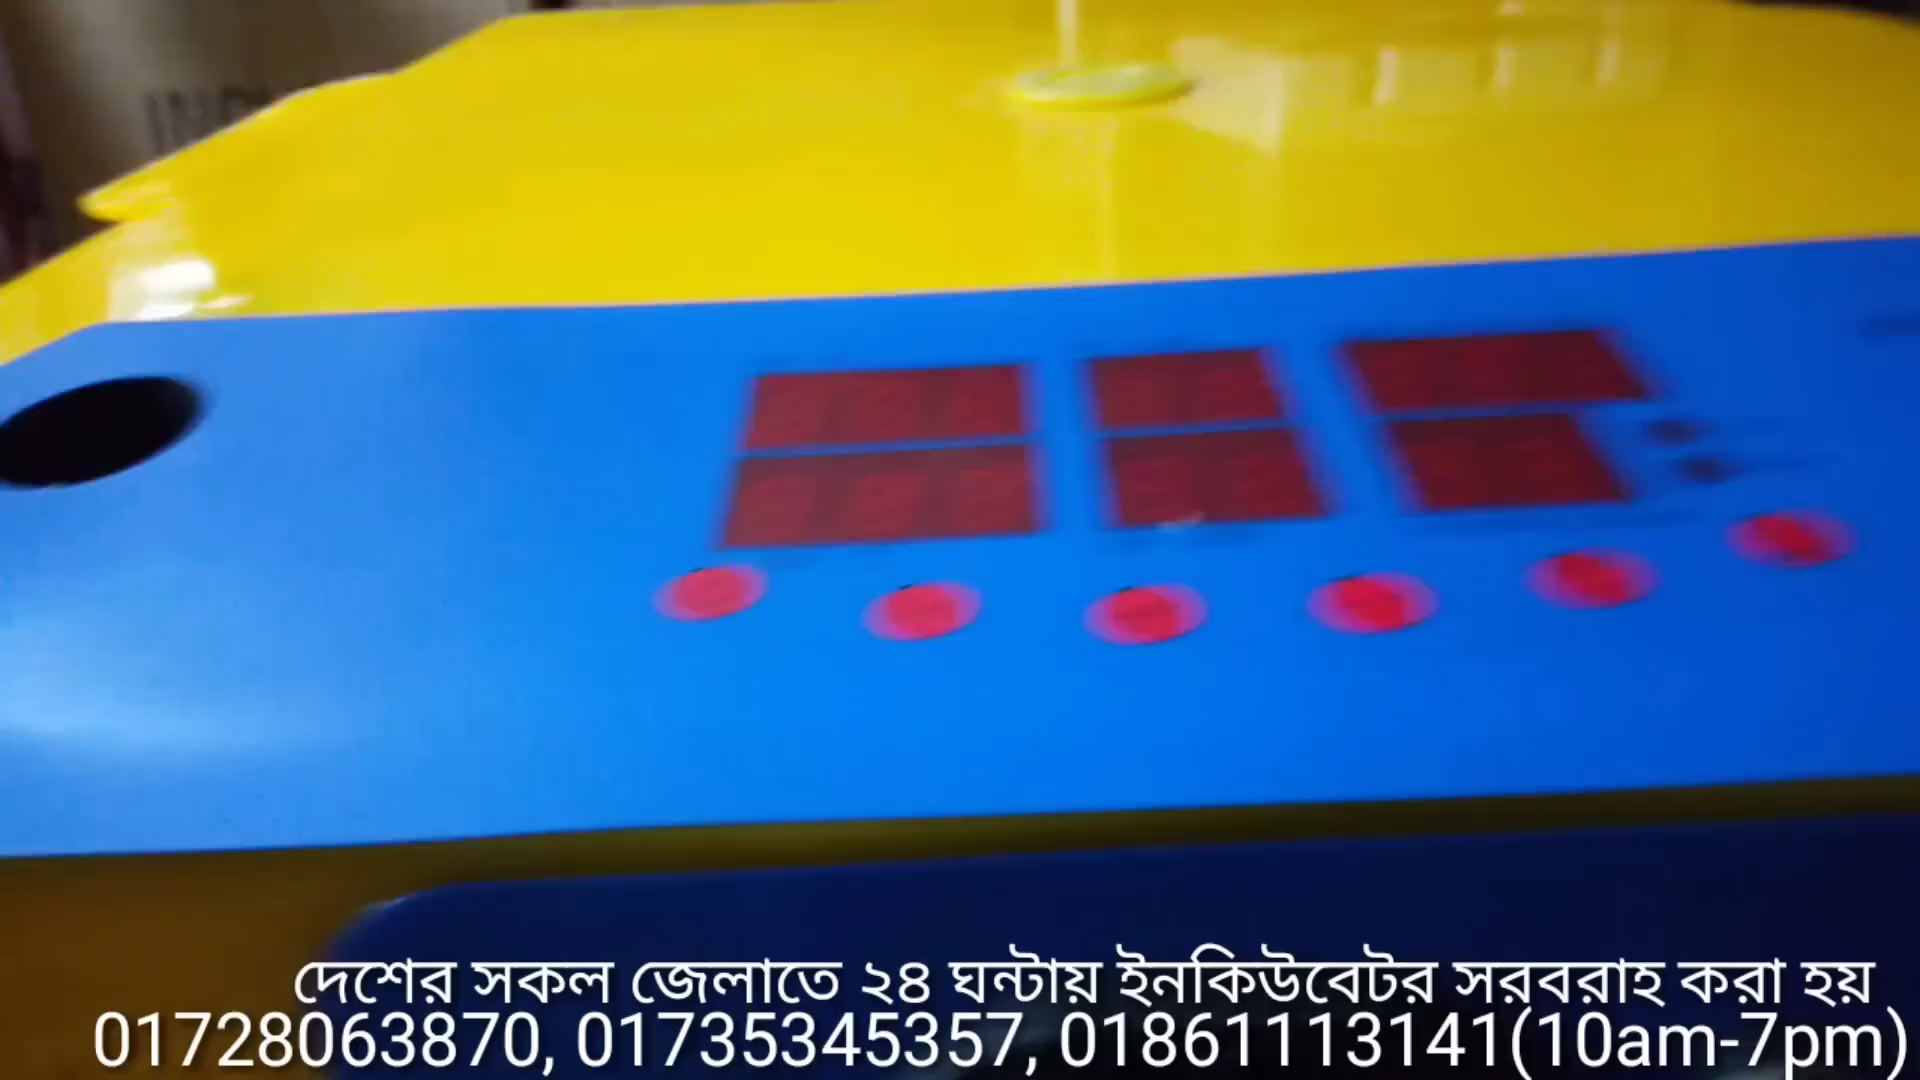 দেশের সকল জেলাতে ২৪ ঘন্টায় ইনকিউবেটর সরবরাহ করা হয়
01728063870, 01735345357, 01861113141(10am-7pm)